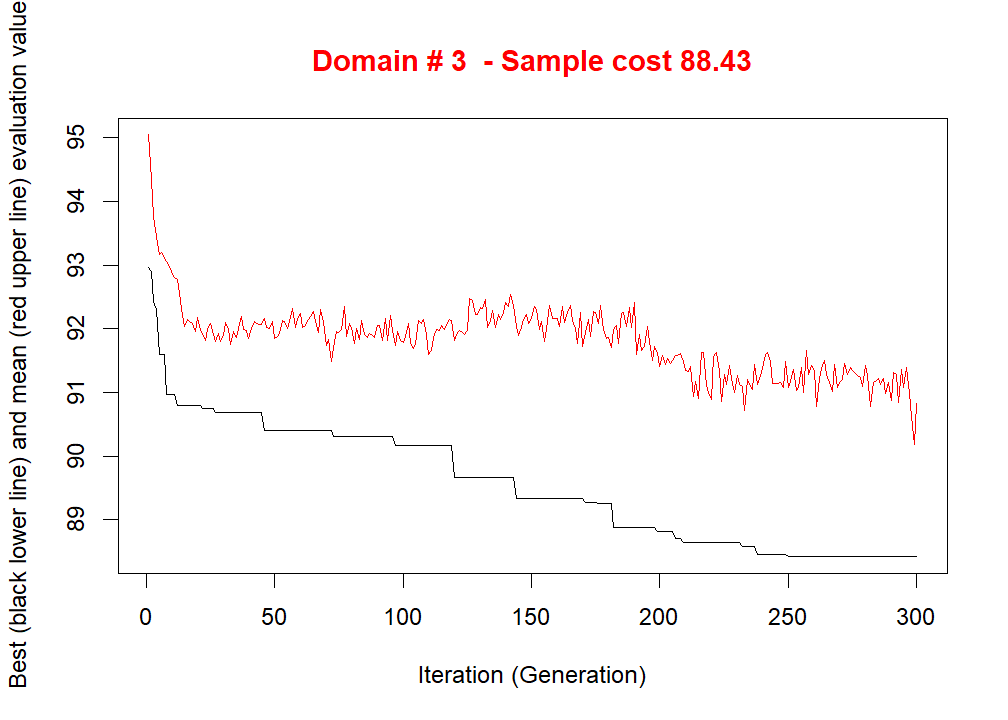 Domain # 3  - Sample cost 88.43
Best (black lower line) and mean (red upper line) evaluation value
95
94
93
92
91
90
89
0 50 100 150 200 250 300
Iteration (Generation)